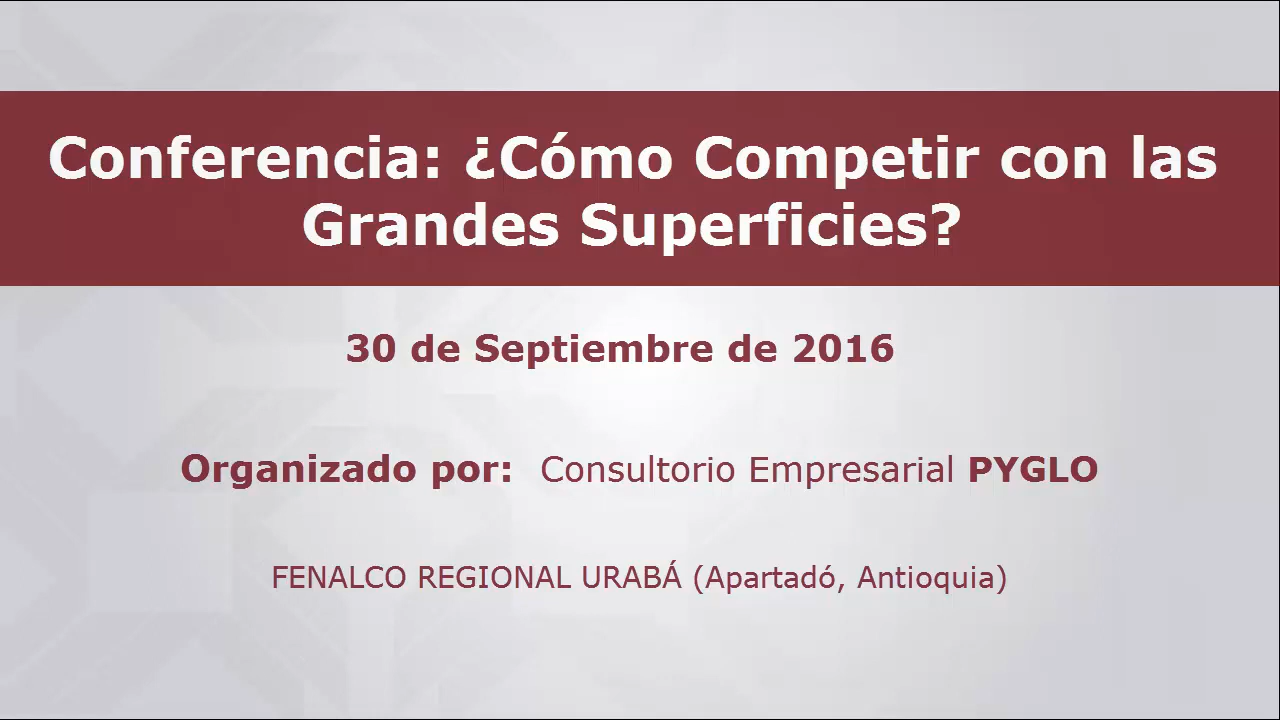 Conferencia: ¿Cómo Competir con las
Grandes Superficies?
30 de Septiembre de 2016
Organizado por: Consultorio Empresarial PYGLO
FENALCO REGIONAL URABÁ (Apartadó, Antioquia)